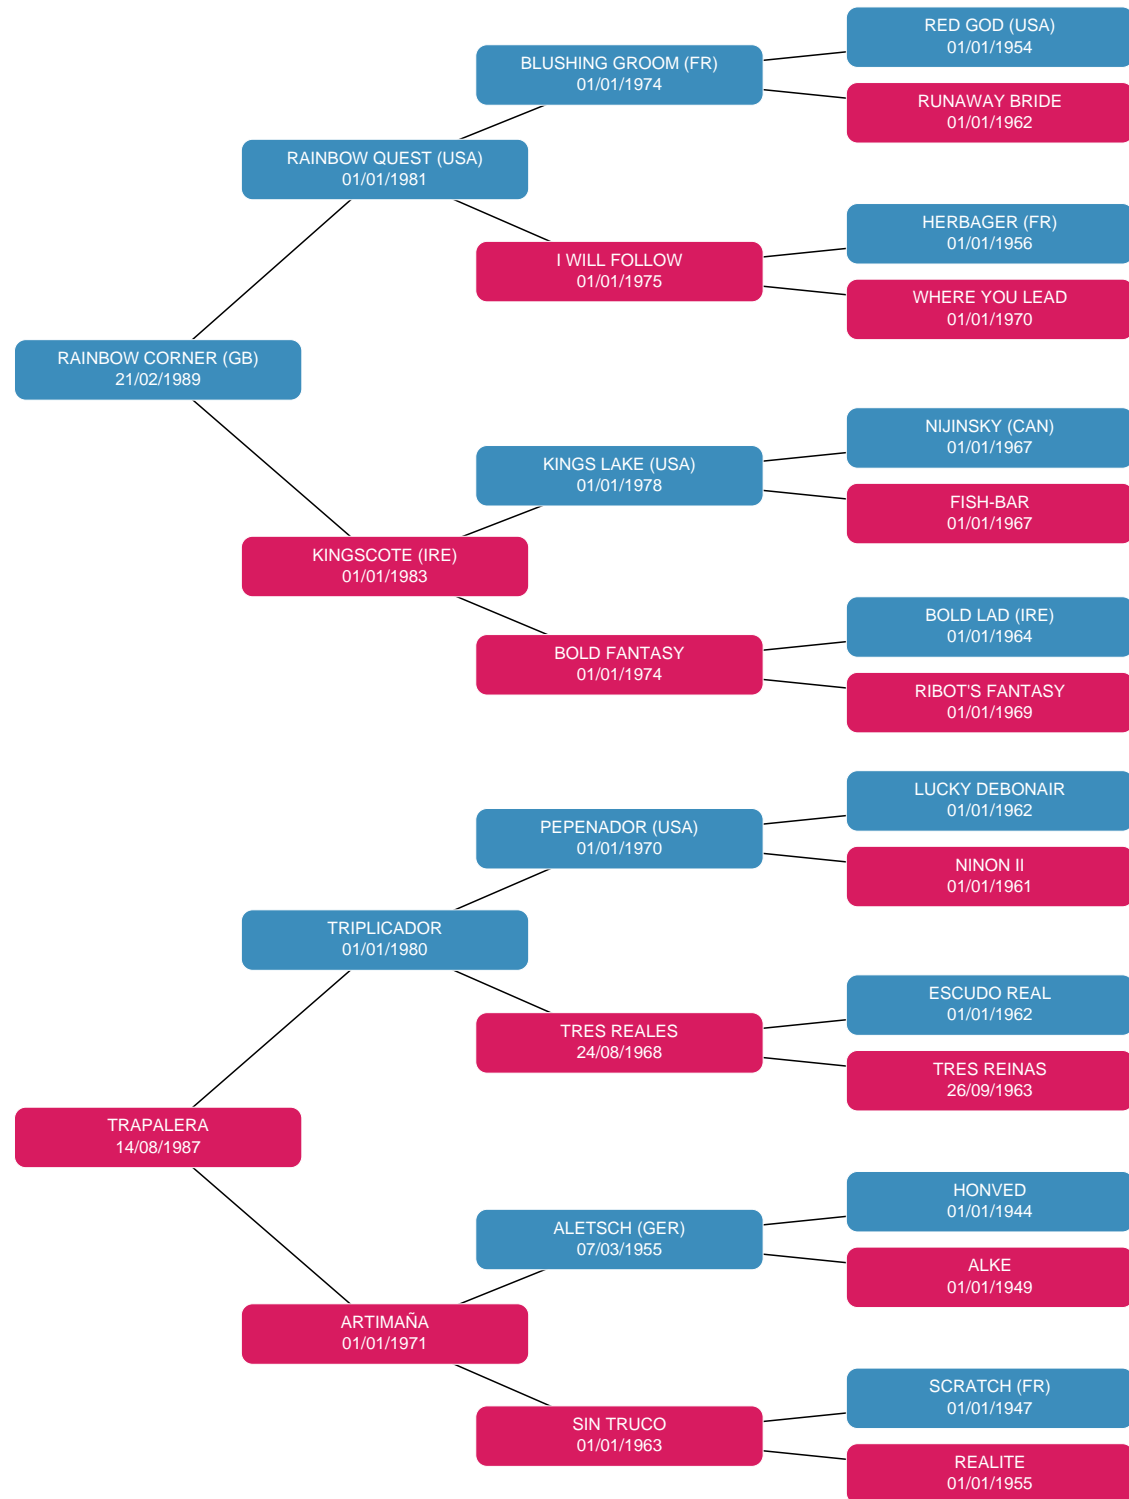 RED GOD (USA)
01/01/1954
BLUSHING GROOM (FR)
01/01/1974
RUNAWAY BRIDE
01/01/1962
RAINBOW QUEST (USA)
01/01/1981
HERBAGER (FR)
01/01/1956
I WILL FOLLOW
01/01/1975
WHERE YOU LEAD
01/01/1970
RAINBOW CORNER (GB)
21/02/1989
NIJINSKY (CAN)
01/01/1967
KINGS LAKE (USA)
01/01/1978
FISH-BAR
01/01/1967
KINGSCOTE (IRE)
01/01/1983
BOLD LAD (IRE)
01/01/1964
BOLD FANTASY
01/01/1974
RIBOT'S FANTASY
01/01/1969
LUCKY DEBONAIR
01/01/1962
PEPENADOR (USA)
01/01/1970
NINON II
01/01/1961
TRIPLICADOR
01/01/1980
ESCUDO REAL
01/01/1962
TRES REALES
24/08/1968
TRES REINAS
26/09/1963
TRAPALERA
14/08/1987
HONVED
01/01/1944
ALETSCH (GER)
07/03/1955
ALKE
01/01/1949
ARTIMAÑA
01/01/1971
SCRATCH (FR)
01/01/1947
SIN TRUCO
01/01/1963
REALITE
01/01/1955